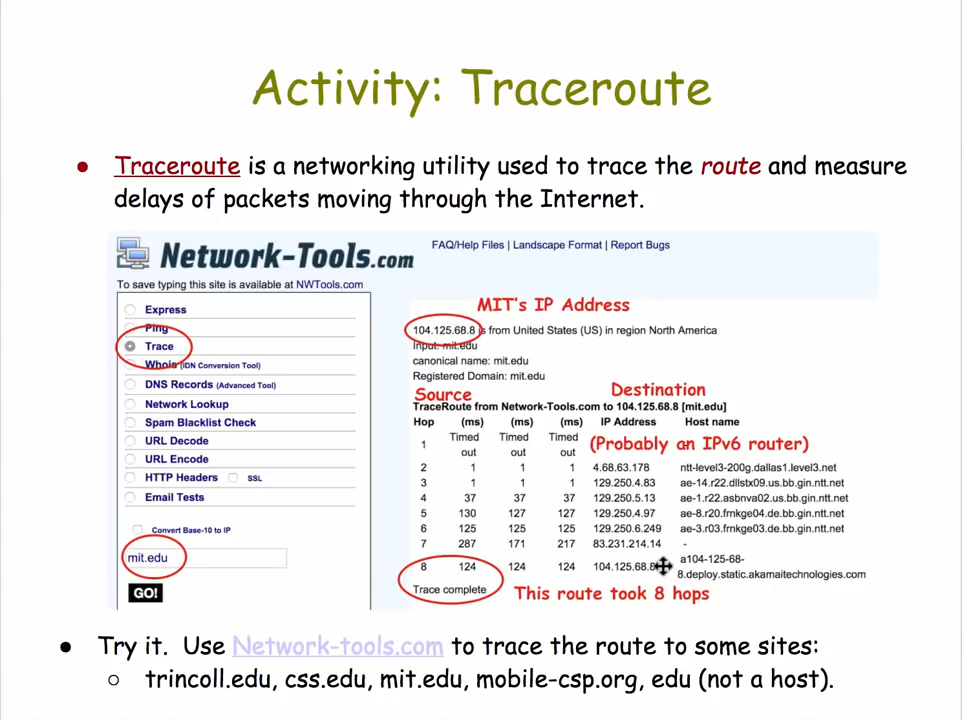 Activity: Traceroute
● Traceroute is a networking utility used to trace the route and measure
delays of packets moving through the Internet.
Network-Tools.com
FAQ/Help Files | Landscape Format | Report Bugs
To save typing this site is available at NWTools.com
Express
Ping
Trace
Whois (IDN Conversion Tool)
DNS Records (Advanced Tool)
Network Lookup
Spam Blacklist Check
URL Decode
URL Encode
HTTP Headers SSL
Email Tests
Convert Base-10 to IP
mit.edu
GO!
MIT's IP Address
104.125.68.8 is from United States (US) in region North America
Input: mit.edu
canonical name: mit.edu
Registered Domain: mit.edu
Source Destination
TraceRoute from Network-Tools.com to 104.125.68.8 [mit.edu]
Hop (ms) (ms) (ms) IP Address Host name
1 Timed out Timed out Timed out (Probably an IPv6 router)
2 1 1 1 4.68.63.178 ntt-level3-200g.dallas1.level3.net
3 1 1 1 129.250.4.83 ae-14.r22.dllstx09.us.bb.gin.ntt.net
4 37 37 37 129.250.5.13 ae-1.r22.asbnva02.us.bb.gin.ntt.net
5 130 127 127 129.250.4.97 ae-8.r20.frnkge04.de.bb.gin.ntt.net
6 125 125 125 129.250.6.249 ae-3.r03.frnkge03.de.bb.gin.ntt.net
7 287 171 217 83.231.214.14 -
8 124 124 124 104.125.68.8 a104-125-68-
8.deploy.static.akamaitechnologies.com
Trace complete
This route took 8 hops
● Try it. Use Network-tools.com to trace the route to some sites:
○ trincoll.edu, css.edu, mit.edu, mobile-csp.org, edu (not a host).